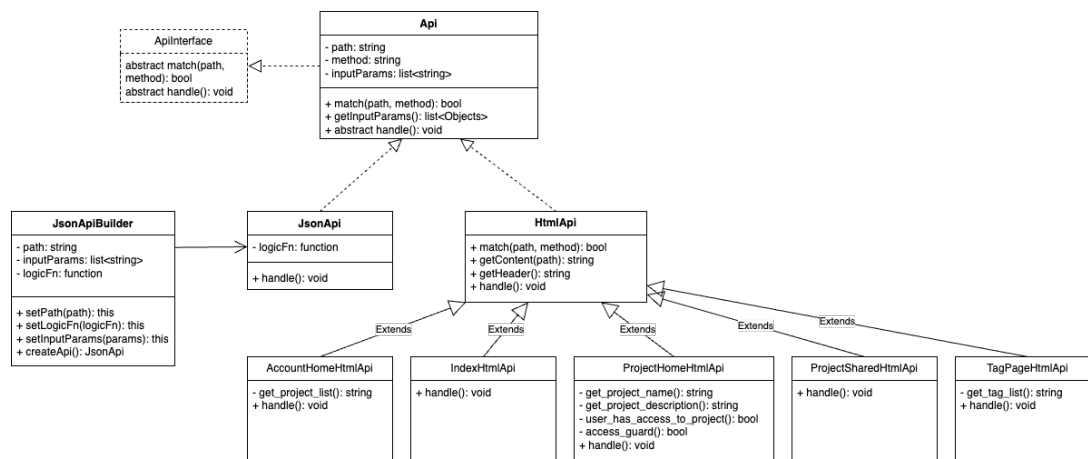 Api
- path: string
- method: string
- inputParams: list<string>
+ match(path, method): bool
+ getInputParams(): list<Objects>
+ abstract handle(): void
ApiInterface
abstract match(path,
method): bool
abstract handle(): void
JsonApiBuilder
- path: string
- inputParams: list<string>
- logicFn: function
+ setPath(path): this
+ setLogicFn(logicFn): this
+ setInputParams(params): this
+ createApi(): JsonApi
JsonApi
- logicFn: function
+ handle(): void
HtmlApi
+ match(path, method): bool
+ getContent(path): string
+ getHeader(): string
+ handle(): void
Extends
Extends
Extends
Extends
Extends
AccountHomeHtmlApi
- get_project_list(): string
+ handle(): void
IndexHtmlApi
+ handle(): void
ProjectHomeHtmlApi
- get_project_name(): string
- get_project_description(): string
- user_has_access_to_project(): bool
- access_guard(): bool
+ handle(): void
ProjectSharedHtmlApi
+ handle(): void
TagPageHtmlApi
- get_tag_list(): string
+ handle(): void